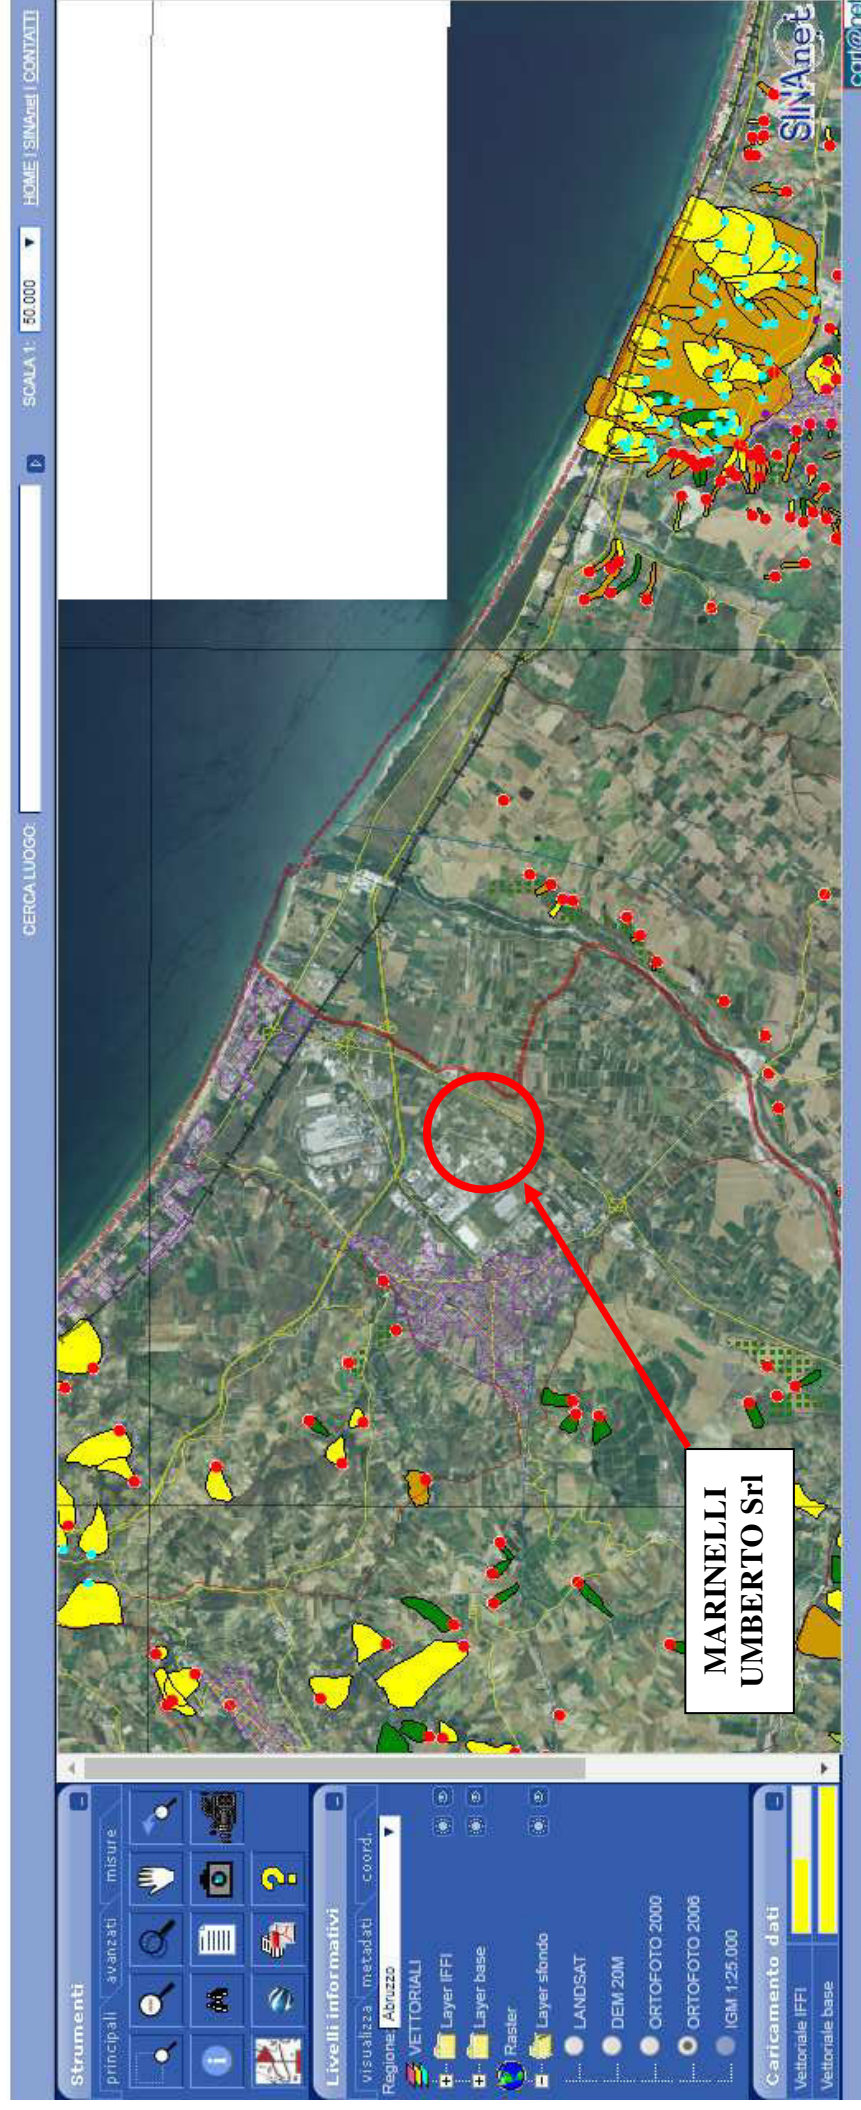 CERCA LUOGO:
SCALA 1: 50.000
HOME | SINAnet | CONTATTI
Strumenti
principali avanzati misure
Livelli informativi
visualizza metadati coord.
Regione: Abruzzo
VETTORIALI
Layer IFFI
Layer base
Raster
Layer sfondo
LANDSAT
DEM 20M
ORTOFOTO 2000
ORTOFOTO 2006
IGM 1:25.000
Caricamento dati
Vettoriale IFFI
Vettoriale base
MARINELLI
UMBERTO Srl
SINAnet